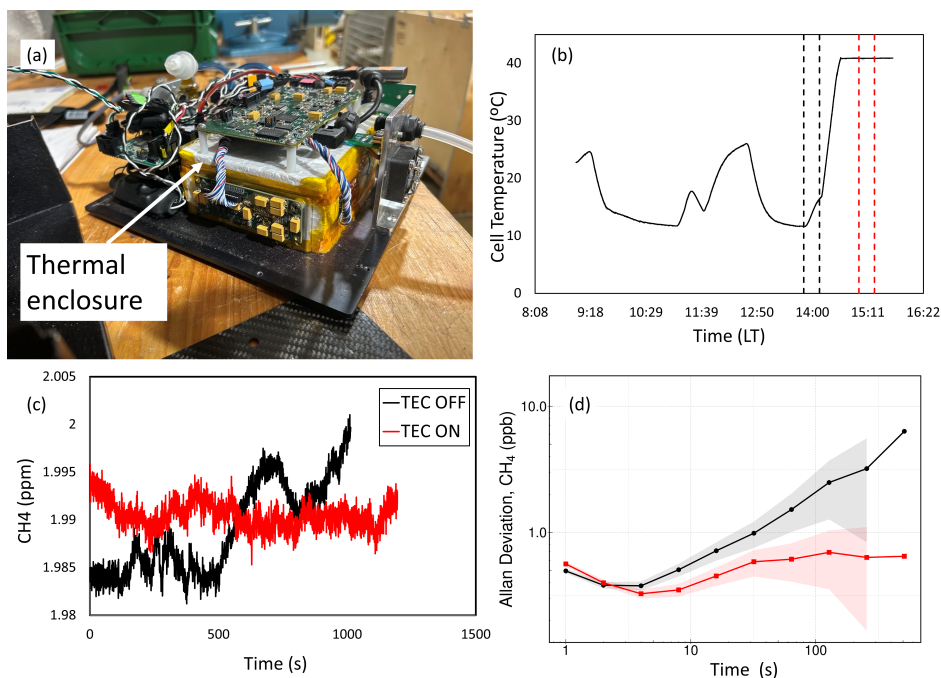 (a)
Thermal
enclosure
(b)
Cell Temperature (ºC)
40
30
20
10
0
8:08 9:18 10:29 11:39 12:50 14:00 15:11 16:22
Time (LT)
(c)
CH4 (ppm)
2.005
2
1.995
1.99
1.985
1.98
TEC OFF
TEC ON
0 500 1000 1500
Time (s)
(d)
Allan Deviation, CH₄ (ppb)
10.0
1.0
1 10 100
Time (s)